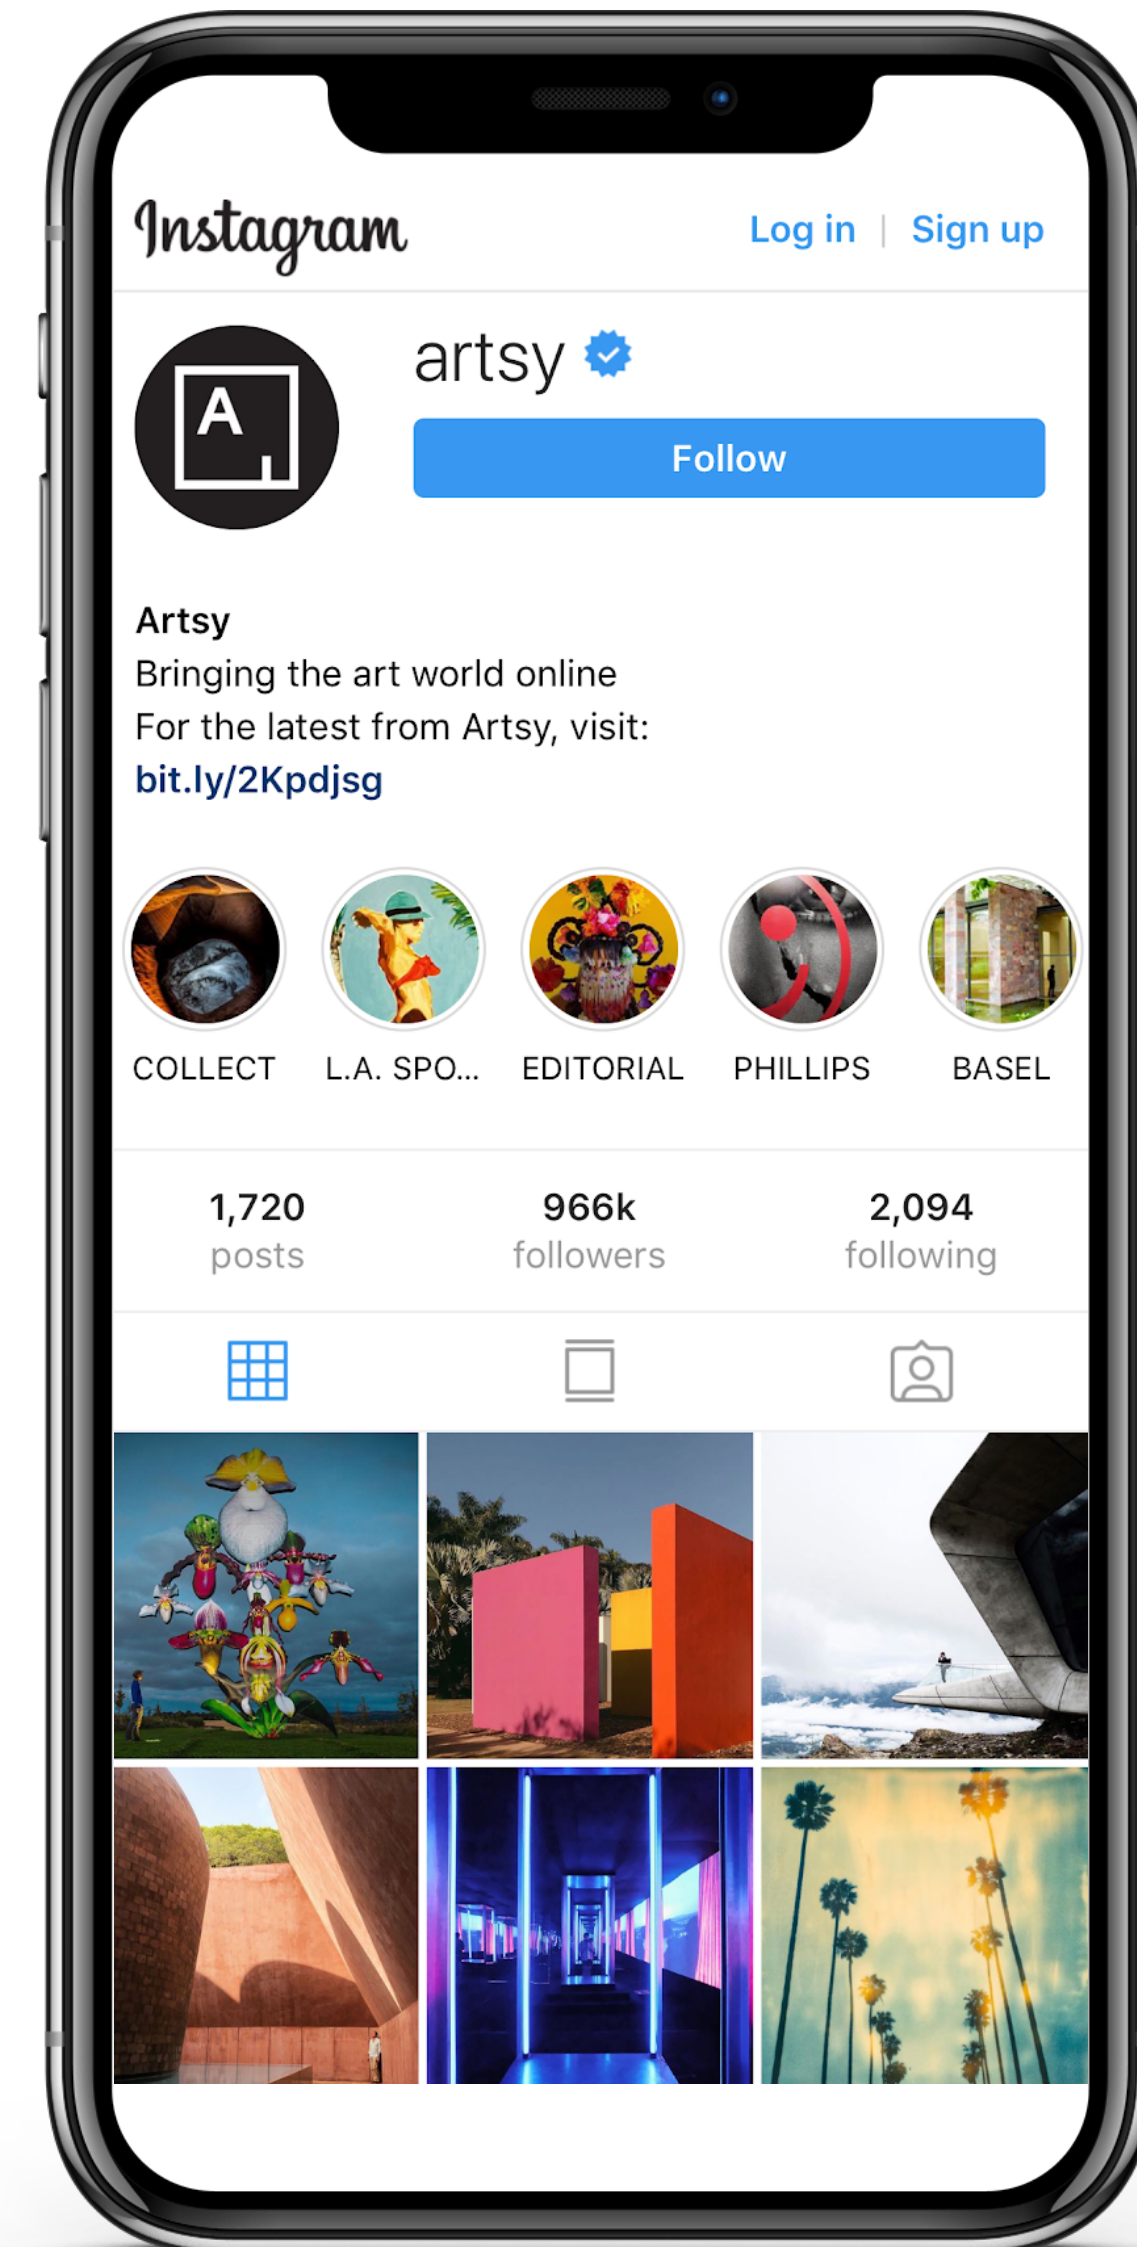 Instagram
Log in | Sign up
artsy
A
Follow
Artsy
Bringing the art world online
For the latest from Artsy, visit:
bit.ly/2Kpdjsg
COLLECT L.A. SPO... EDITORIAL PHILLIPS BASEL
1,720 966k 2,094
posts followers following